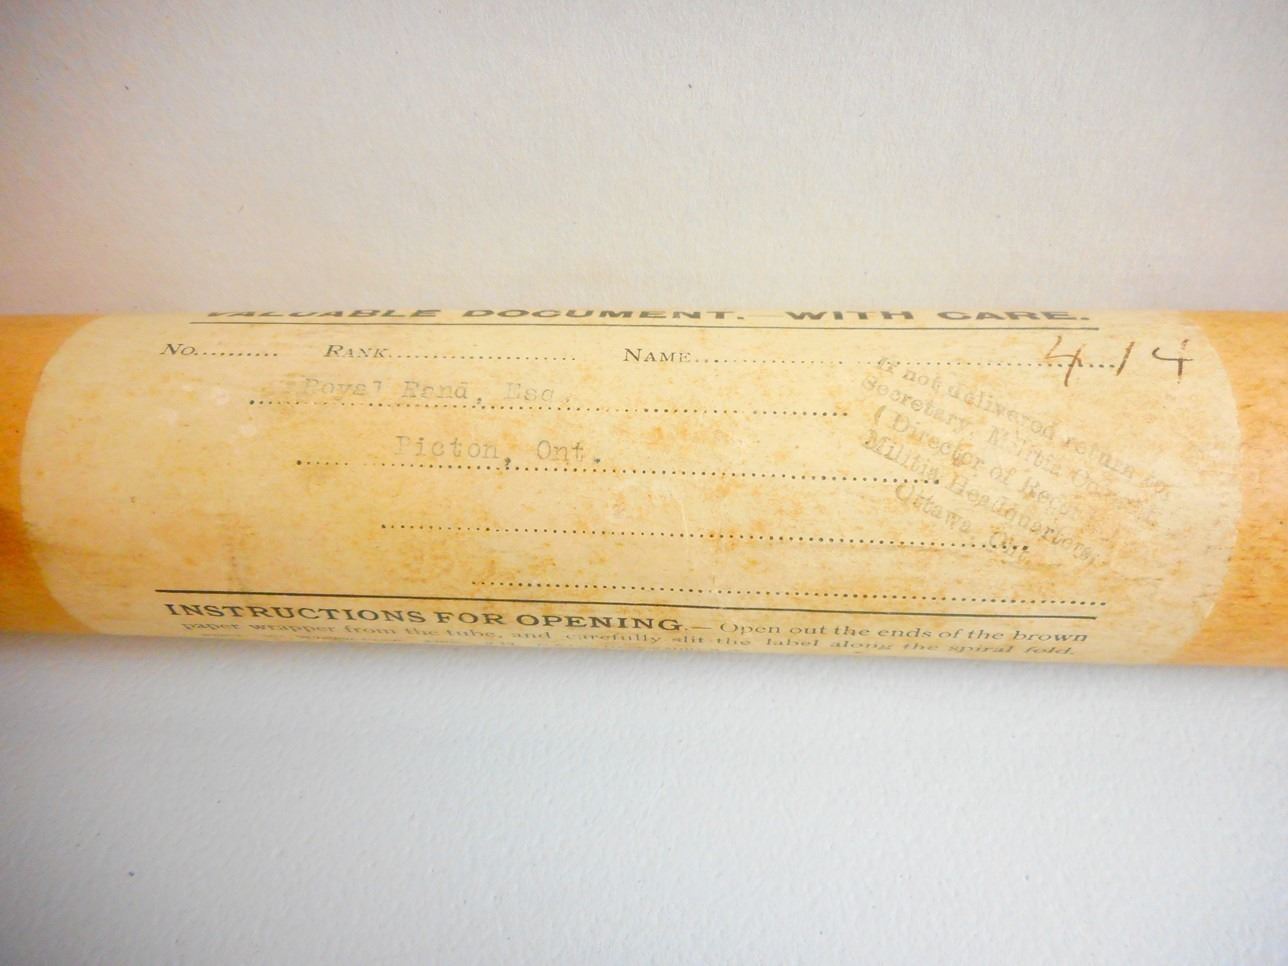 VALUABLE DOCUMENT. WITH CARE.
No.......... RANK........................ NAME........................................
4/14
Royal Rand, Esq.
Picton, Ont.
If not delivered return to:
Secretary, Militia Council,
(Director of Records)
Militia Headquarters,
Ottawa, Ont.
INSTRUCTIONS FOR OPENING.—Open out the ends of the brown
paper wrapper from the tube, and carefully slit the label along the spiral fold.